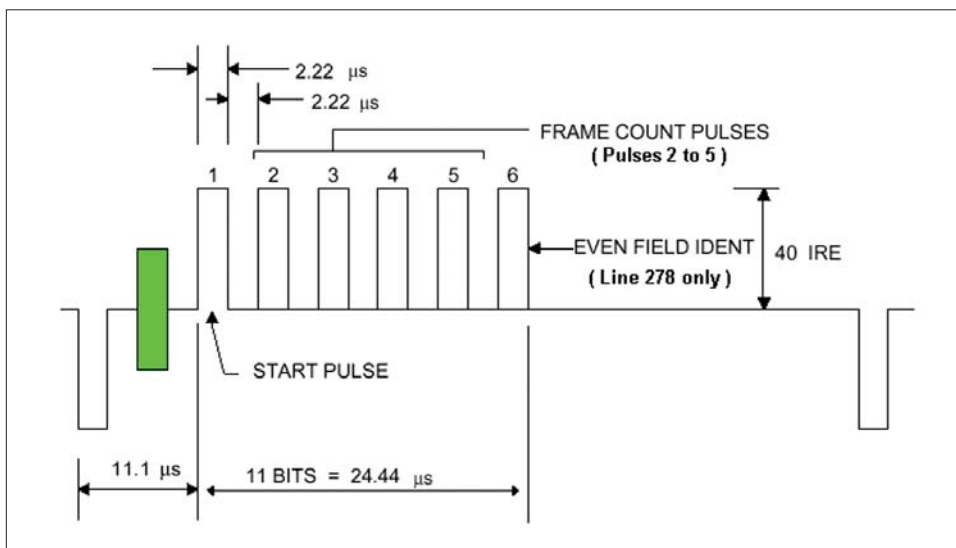 2.22 μs
2.22 μs
FRAME COUNT PULSES
( Pulses 2 to 5 )
1 2 3 4 5 6
EVEN FIELD IDENT
( Line 278 only )
40 IRE
START PULSE
11.1 μs
11 BITS = 24.44 μs